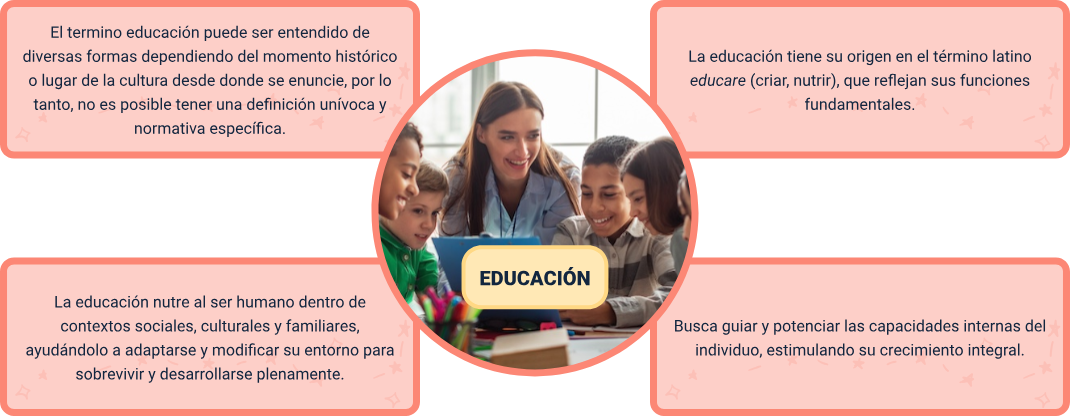 El termino educación puede ser entendido de
diversas formas dependiendo del momento histórico
o lugar de la cultura desde donde se enuncie, por lo
tanto, no es posible tener una definición unívoca y
normativa específica.
La educación tiene su origen en el término latino
educare (criar, nutrir), que reflejan sus funciones
fundamentales.
EDUCACIÓN
La educación nutre al ser humano dentro de
contextos sociales, culturales y familiares,
ayudándolo a adaptarse y modificar su entorno para
sobrevivir y desarrollarse plenamente.
Busca guiar y potenciar las capacidades internas del
individuo, estimulando su crecimiento integral.